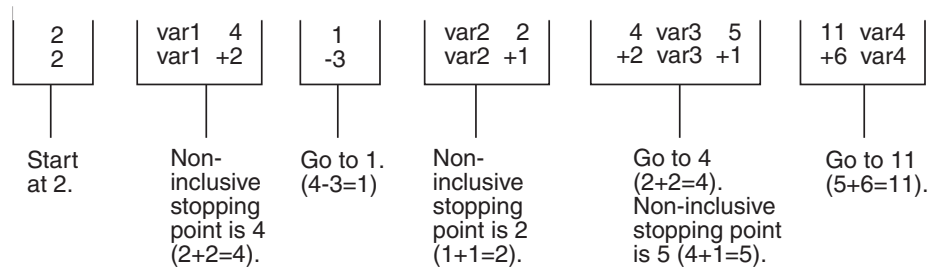 2 var1 4 1 var2 2 4 var3 5 11 var4
2 var1 +2 -3 var2 +1 +2 var3 +1 +6 var4
Start
at 2.
Non-
inclusive
stopping
point is 4
(2+2=4).
Go to 1.
(4-3=1)
Non-
inclusive
stopping
point is 2
(1+1=2).
Go to 4
(2+2=4).
Non-inclusive
stopping point
is 5 (4+1=5).
Go to 11
(5+6=11).